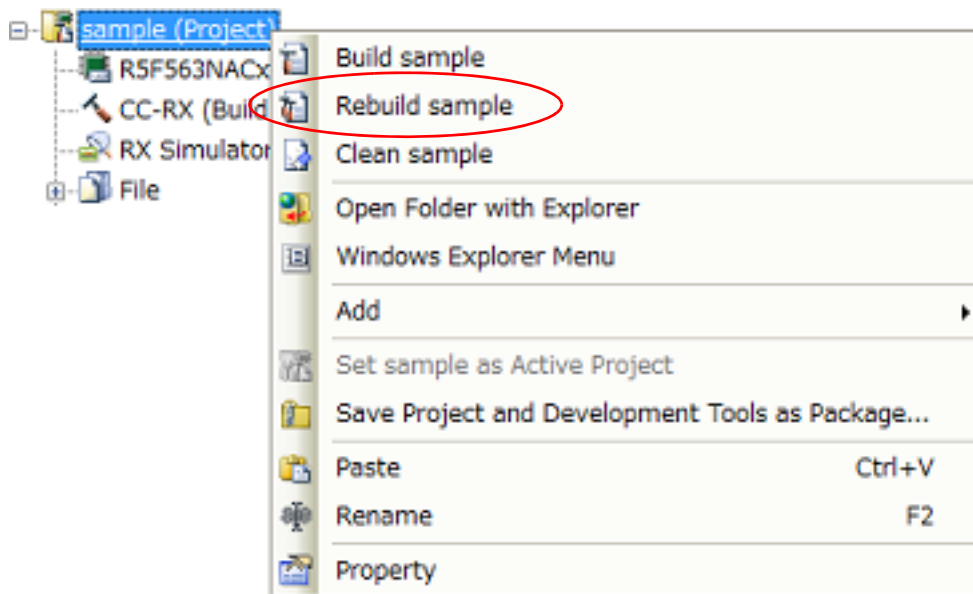 sample (Project)
R5F563NACx
CC-RX (Build
RX Simulator
File
Build sample
Rebuild sample
Clean sample
Open Folder with Explorer
Windows Explorer Menu
Add
Set sample as Active Project
Save Project and Development Tools as Package...
Paste Ctrl+V
Rename F2
Property